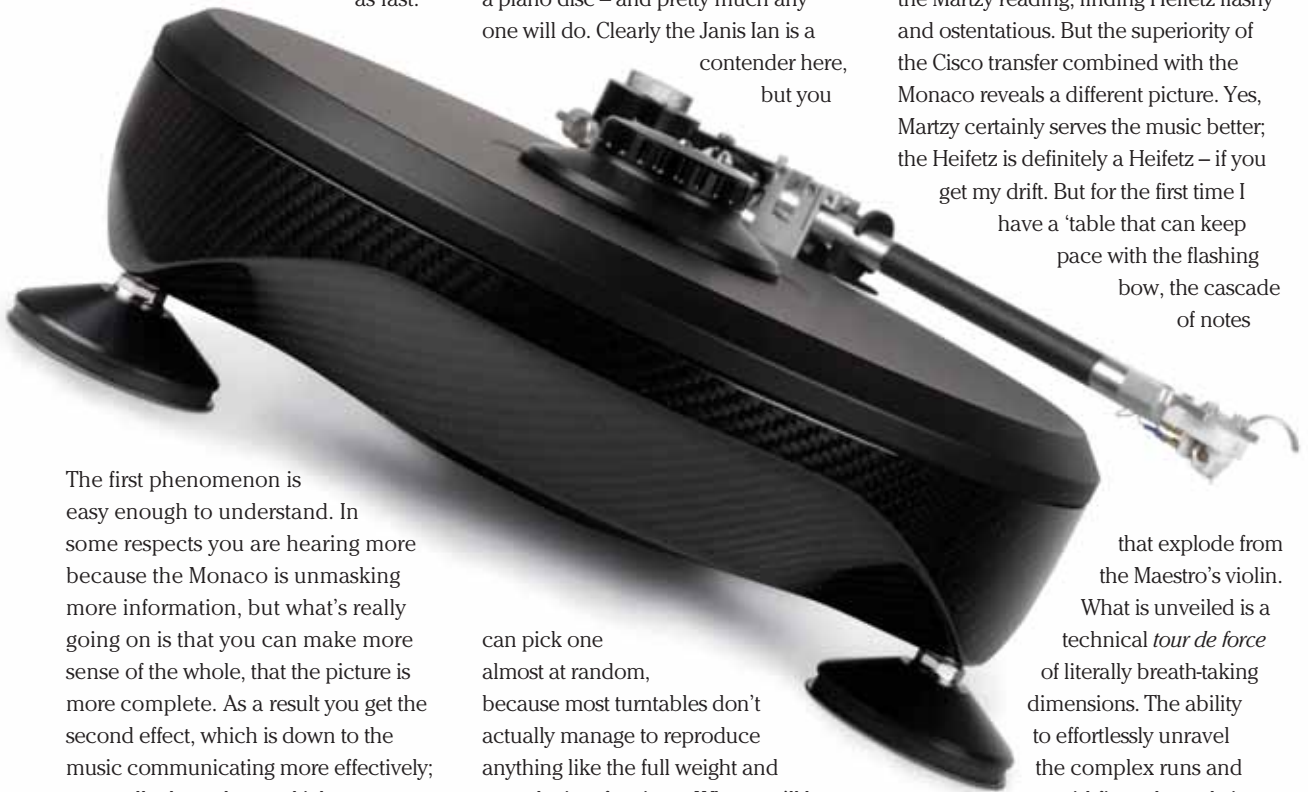 as fast.
The first phenomenon is
easy enough to understand. In
some respects you are hearing more
because the Monaco is unmasking
more information, but what's really
going on is that you can make more
sense of the whole, that the picture is
more complete. As a result you get the
second effect, which is down to the
music communicating more effectively;
a piano disc – and pretty much any
one will do. Clearly the Janis Ian is a
contender here,
but you
can pick one
almost at random,
because most turntables don't
actually manage to reproduce
anything like the full weight and
the Martzy reading, finding Heifetz flashy
and ostentatious. But the superiority of
the Cisco transfer combined with the
Monaco reveals a different picture. Yes,
Martzy certainly serves the music better;
the Heifetz is definitely a Heifetz – if you
get my drift. But for the first time I
have a 'table that can keep
pace with the flashing
bow, the cascade
of notes
that explode from
the Maestro's violin.
What is unveiled is a
technical tour de force
of literally breath-taking
dimensions. The ability
to effortlessly unravel
the complex runs and